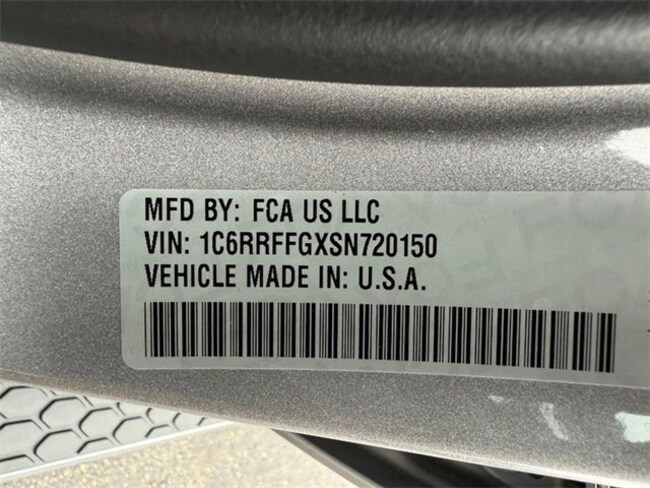 MFD BY: FCA US LLC
VIN: 1C6RRFFGXSN720150
VEHICLE MADE IN: U.S.A.